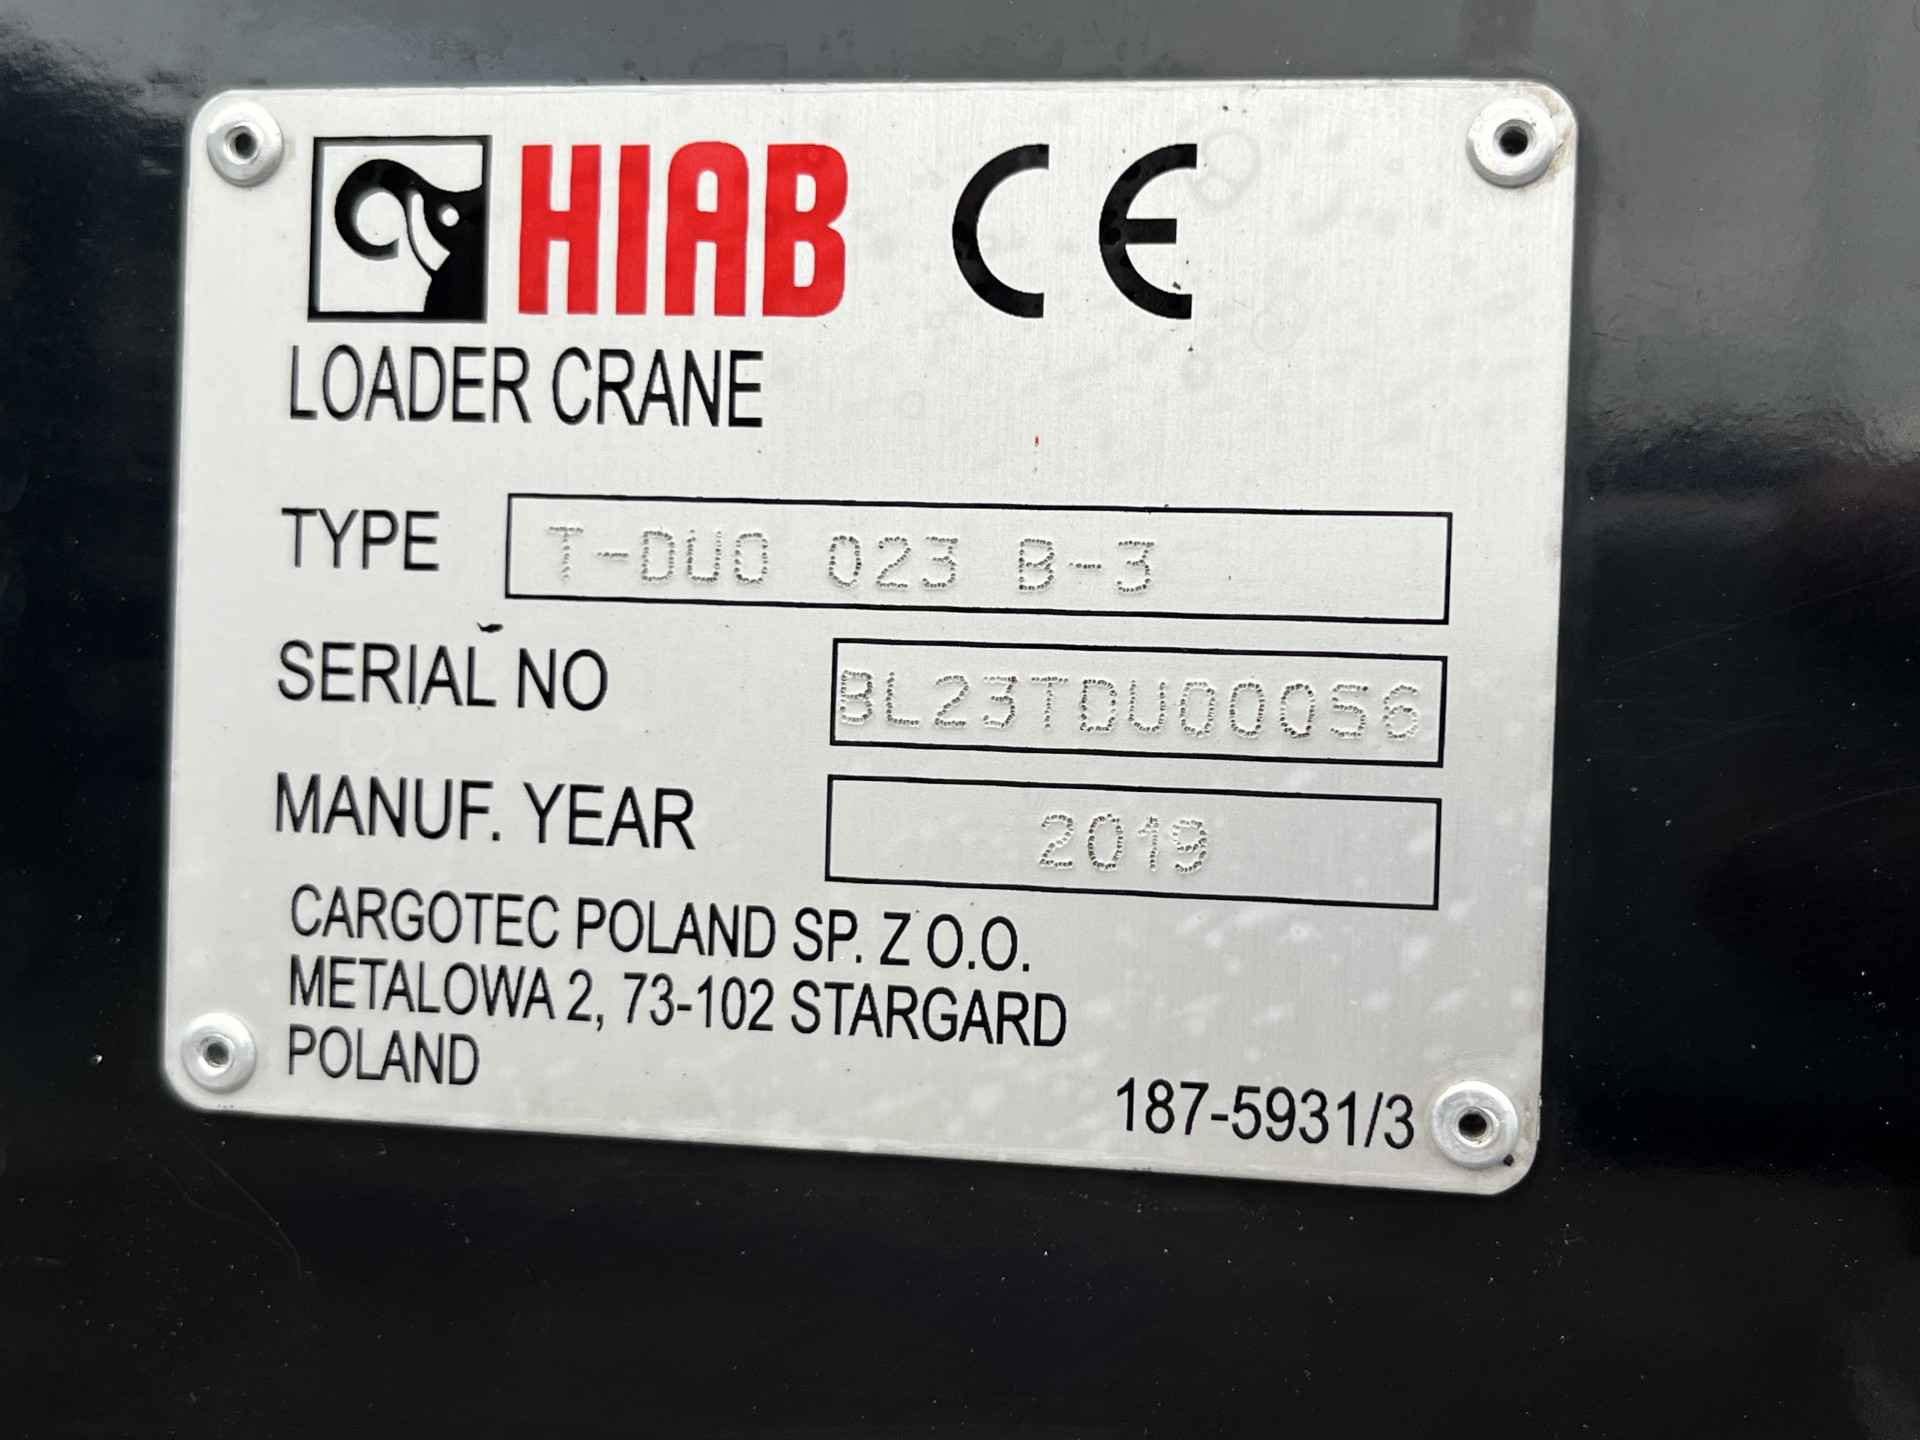 HIAB CE
LOADER CRANE
TYPE T-DUO 023 B-3
SERIAL NO BL23TDU00056
MANUF. YEAR 2019
CARGOTEC POLAND SP. Z O.O.
METALOWA 2, 73-102 STARGARD
POLAND
187-5931/3